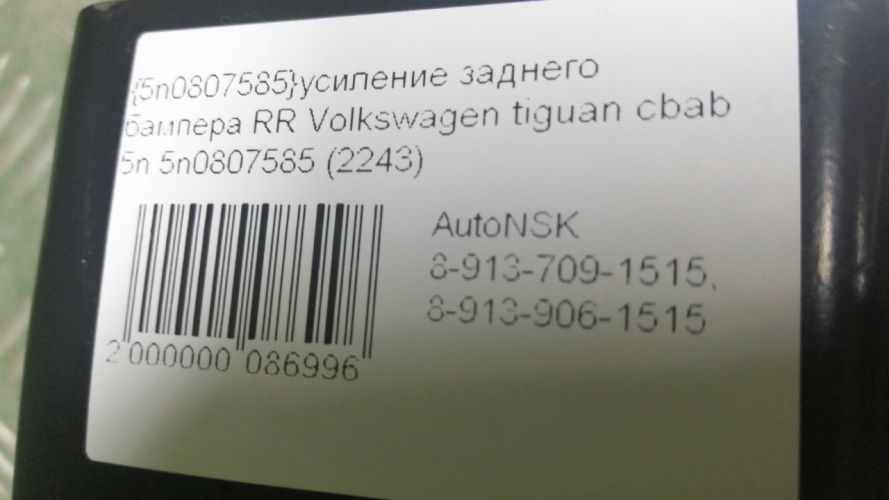 {5n0807585}усиление заднего
бампера RR Volkswagen tiguan cbab
5n 5n0807585 (2243)
AutoNSK
8-913-709-1515,
8-913-906-1515
2 000000 086996